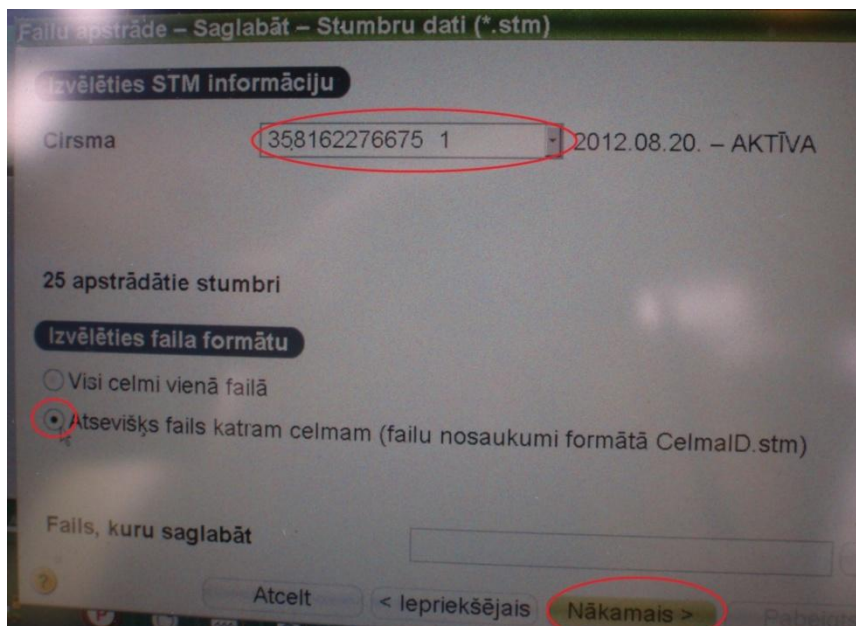 Failu apstrāde – Saglabāt – Stumbru dati (*.stm)
Izvēlēties STM informāciju
Cirsma 358162276675 1 2012.08.20. – AKTĪVA
25 apstrādātie stumbri
Izvēlēties faila formātu
Visi celmi vienā failā
Atsevišķs fails katram celmam (failu nosaukumi formātā CelmaID.stm)
Fails, kuru saglabāt
? Atcelt < Iepriekšējais Nākamais >
P